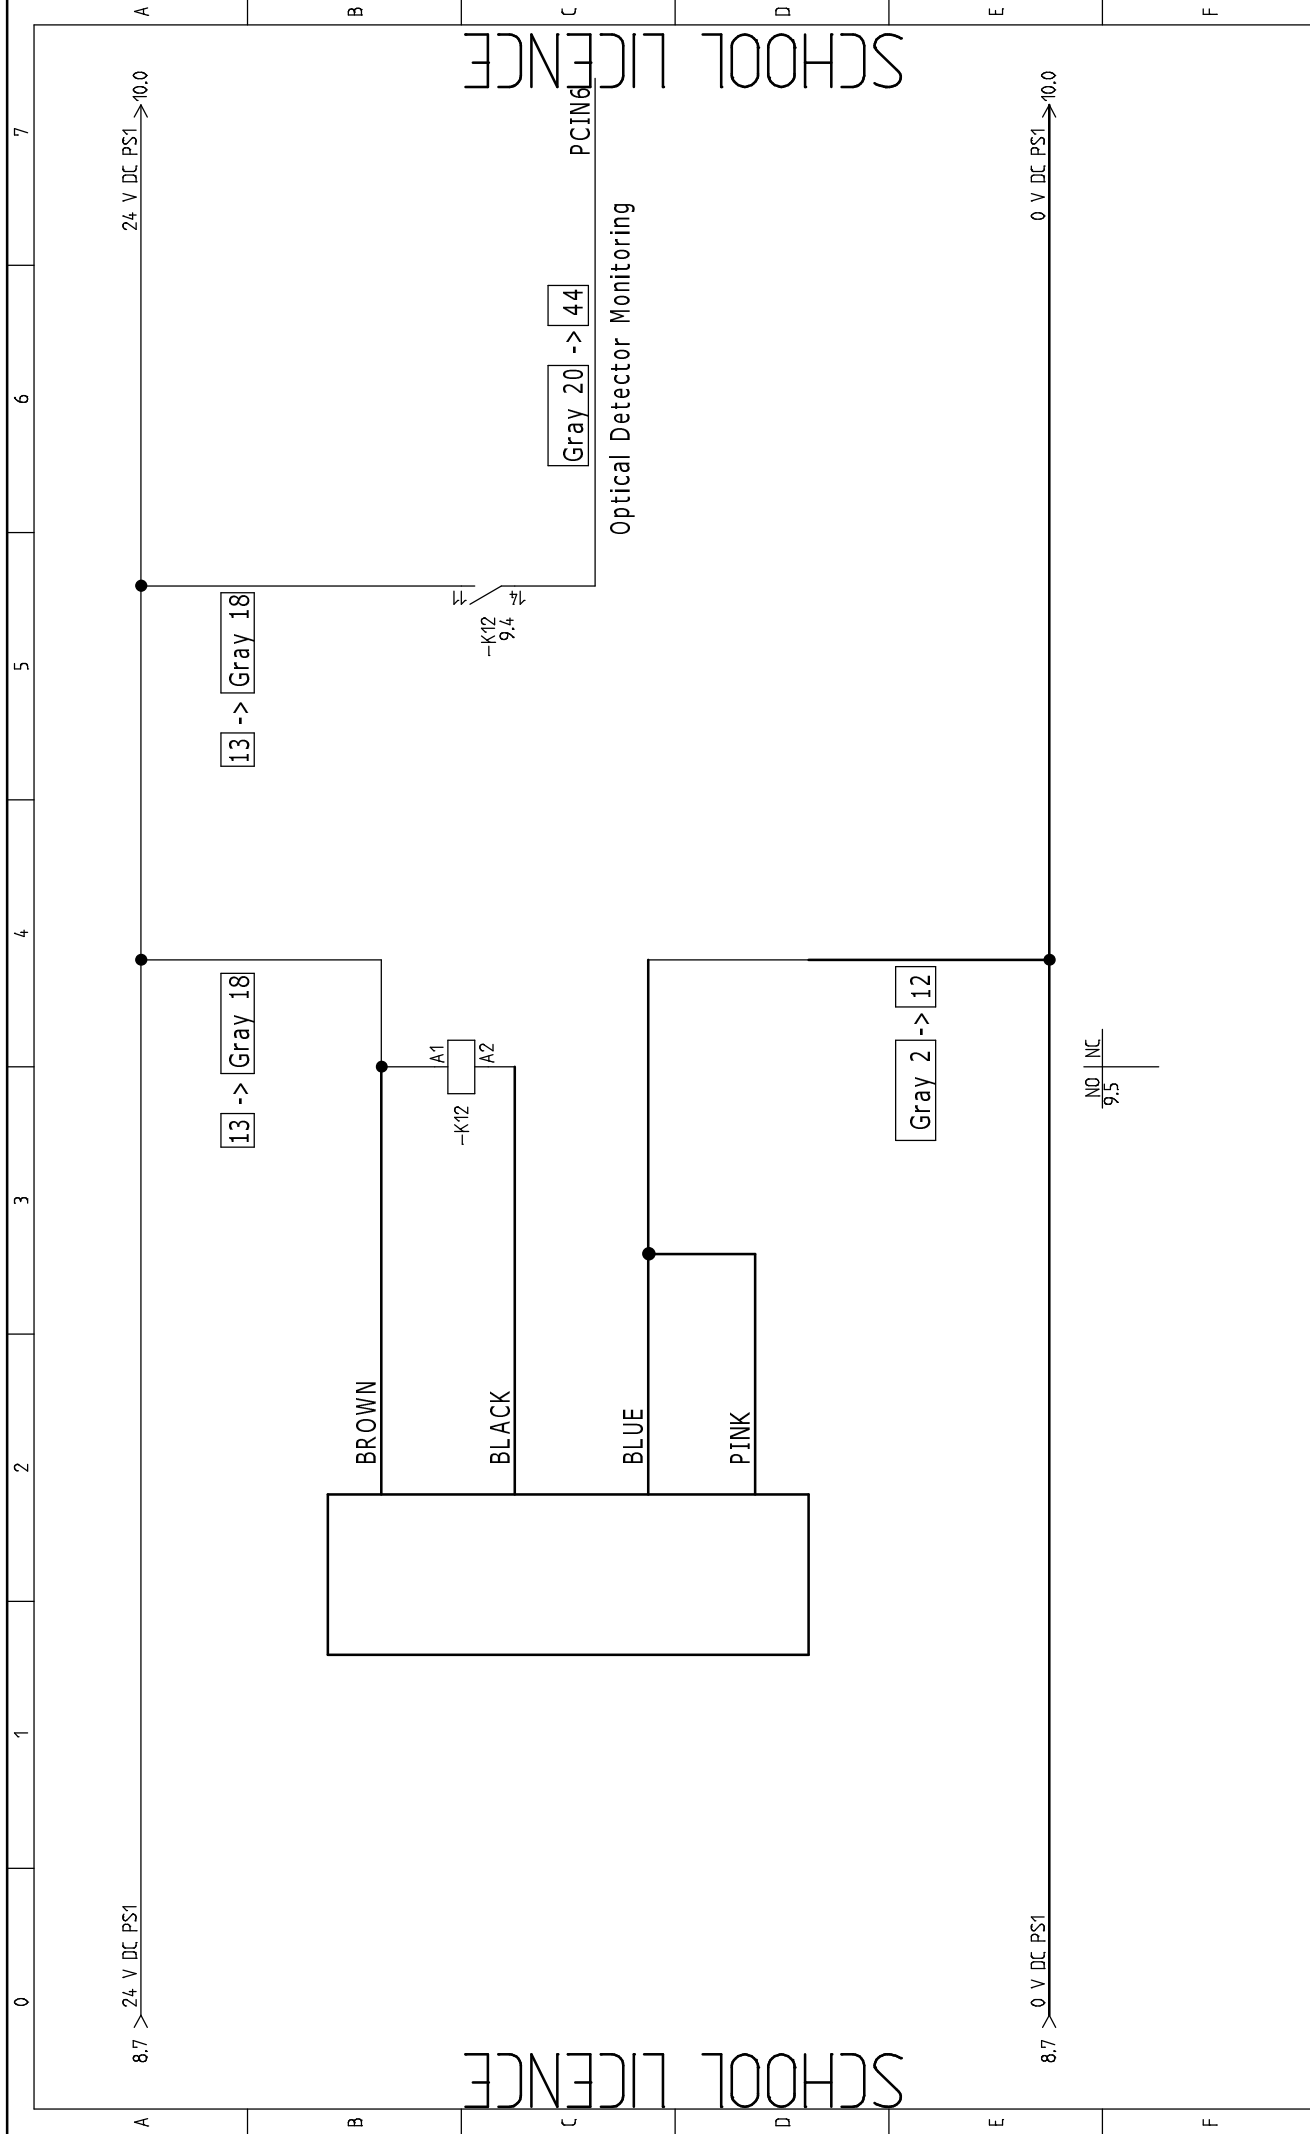 0 1 2 3 4 5 6 7
A A
B B
C C
D D
E E
F F
SCHOOL LICENCE
SCHOOL LICENCE
8.7 24 V DC PS1
24 V DC PS1 10.0
13 -> Gray 18
13 -> Gray 18
BROWN
A1
-K12
A2
11
-K12
9.4
14
BLACK
PCIN6
Gray 20 -> 44
Optical Detector Monitoring
BLUE
PINK
Gray 2 -> 12
8.7 0 V DC PS1
0 V DC PS1 10.0
NO NC
9.5